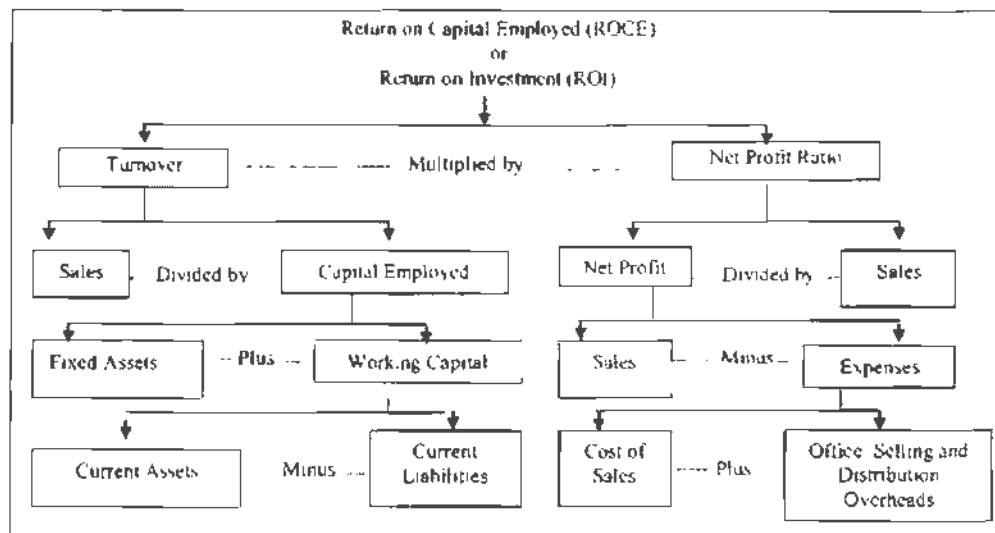 Return on Capital Employed (ROCE)
or
Return on Investment (ROI)
Turnover
Multiplied by
Net Profit Ratio
Sales
Divided by
Capital Employed
Net Profit
Divided by
Sales
Fixed Assets
Plus
Working Capital
Sales
Minus
Expenses
Current Assets
Minus
Current
Liabilities
Cost of
Sales
Plus
Office Selling and
Distribution
Overheads